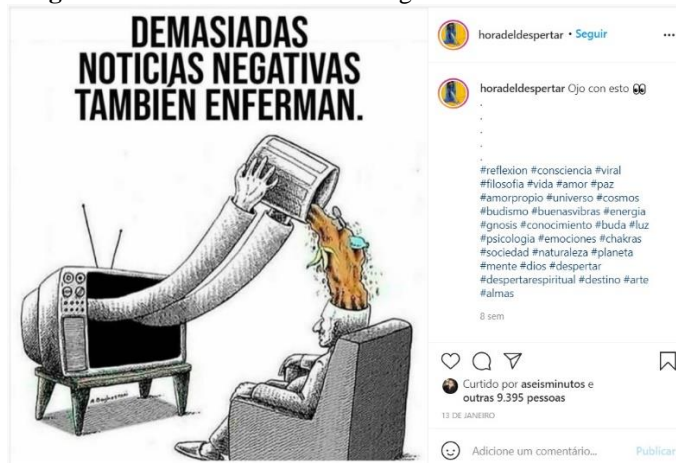 DEMASIADAS
NOTICIAS NEGATIVAS
TAMBIÉN ENFERMAN.
horadeldespertar • Seguir
...
horadeldespertar Ojo con esto 👀
.
.
.
.
.
#reflexion #consciencia #viral
#filosofia #vida #amor #paz
#amorpropio #universo #cosmos
#budismo #buenasvibras #energia
#gnosis #conocimiento #buda #luz
#psicologia #emociones #chakras
#sociedad #naturaleza #planeta
#mente #dios #despertar
#despertarespiritual #destino #arte
#almas
8 sem
Curtido por aseisminutos e
outras 9.395 pessoas
13 DE JANEIRO
Adicione um comentário... Publicar